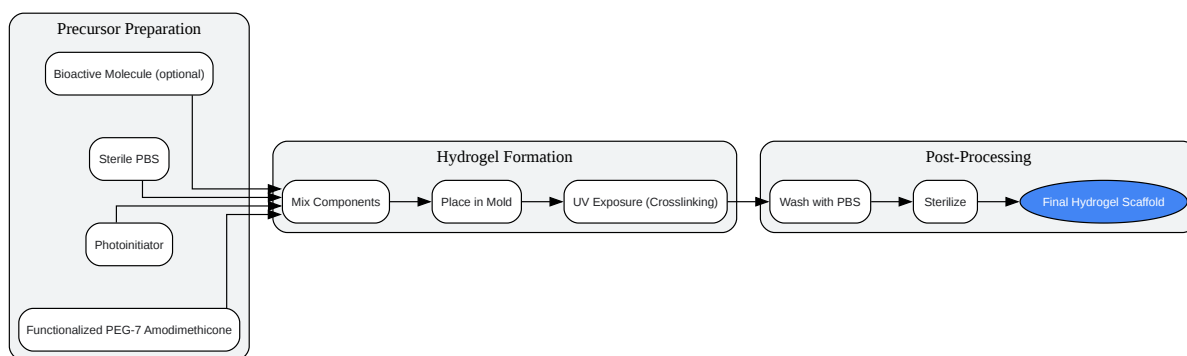 Precursor Preparation
Bioactive Molecule (optional)
Sterile PBS
Photoinitiator
Functionalized PEG-7 Amodimethicone
Hydrogel Formation
Mix Components
Place in Mold
UV Exposure (Crosslinking)
Post-Processing
Wash with PBS
Sterilize
Final Hydrogel Scaffold